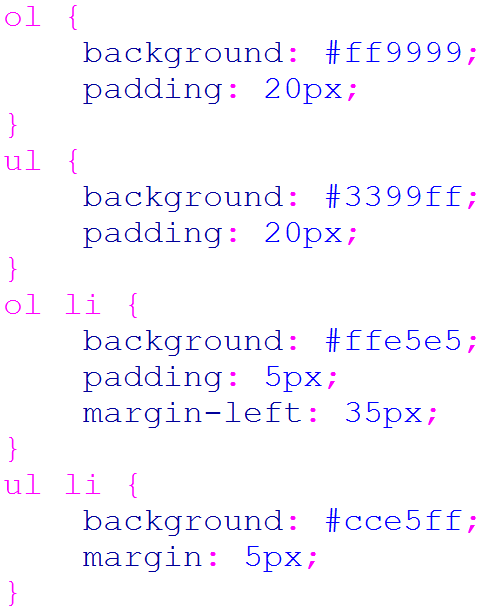 ol {
    background: #ff9999;
    padding: 20px;
}
ul {
    background: #3399ff;
    padding: 20px;
}
ol li {
    background: #ffe5e5;
    padding: 5px;
    margin-left: 35px;
}
ul li {
    background: #cce5ff;
    margin: 5px;
}